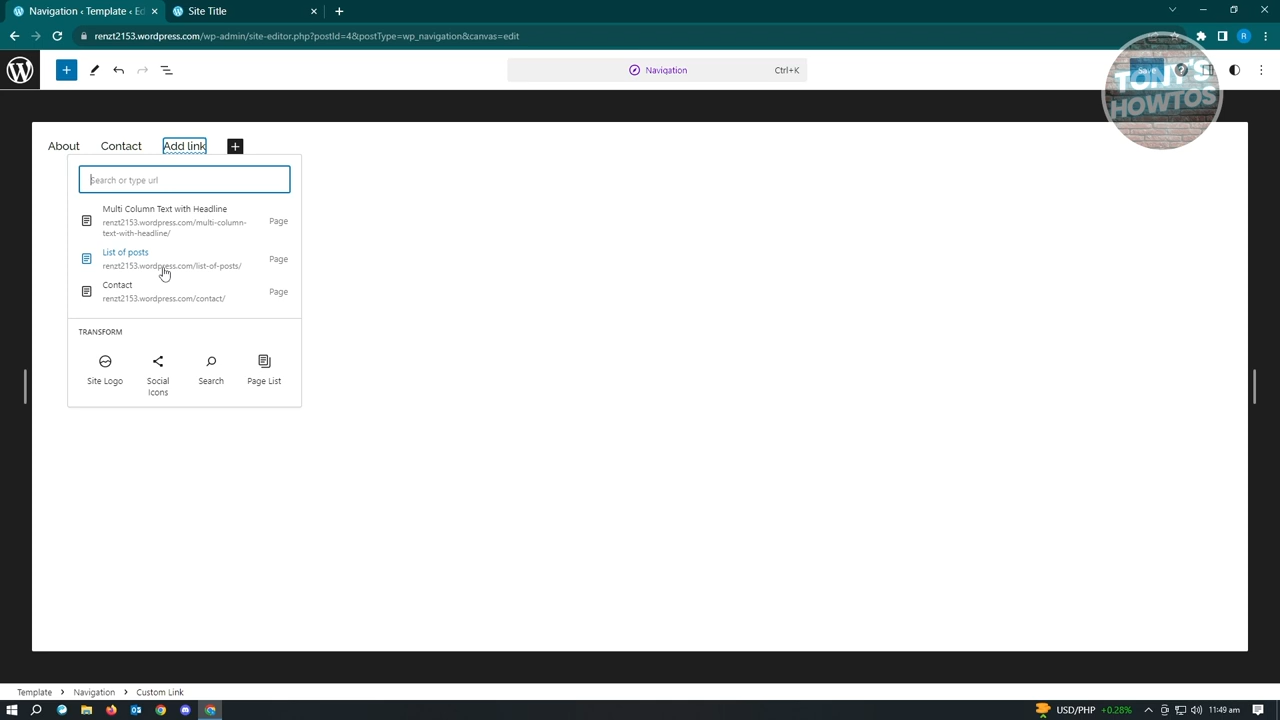 Navigation ‹ Template ‹ Ed
Site Title
renzt2153.wordpress.com/wp-admin/site-editor.php?postId=4&postType=wp_navigation&canvas=edit
R
Navigation
Ctrl+K
Save
TONY'S
HOWTOS
About
Contact
Add link
Search or type url
Multi Column Text with Headline
renzt2153.wordpress.com/multi-column-
text-with-headline/
Page
List of posts
renzt2153.wordpress.com/list-of-posts/
Page
Contact
renzt2153.wordpress.com/contact/
Page
TRANSFORM
Site Logo
Social
Icons
Search
Page List
Template > Navigation > Custom Link
USD/PHP +0.28%
11:49 am